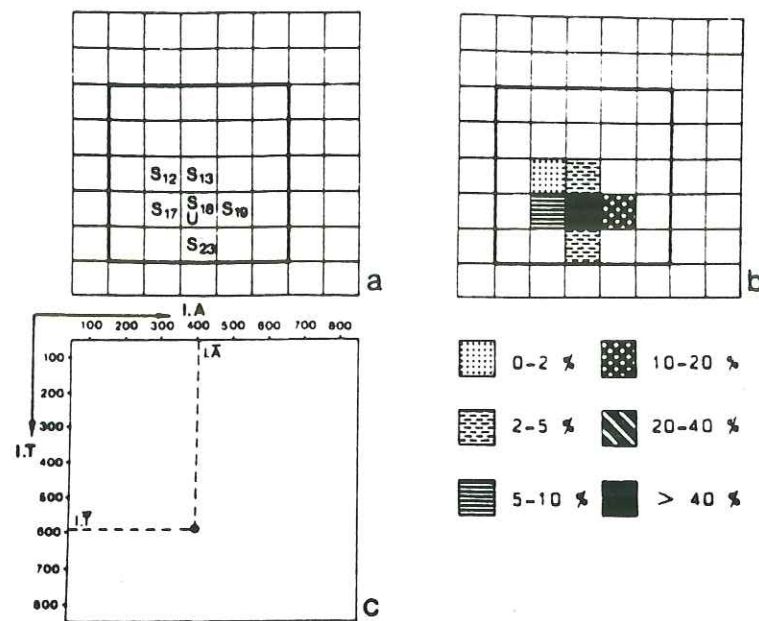 S12 S13
S17 S18 S19
U
S23
a
b
I.A
100 200 300 400 500 600 700 800
I.Ā
100
200
300
I.T
400
500
I.T̄
600
700
800
c
0-2 % 10-20 %
2-5 % 20-40 %
5-10 % > 40 %